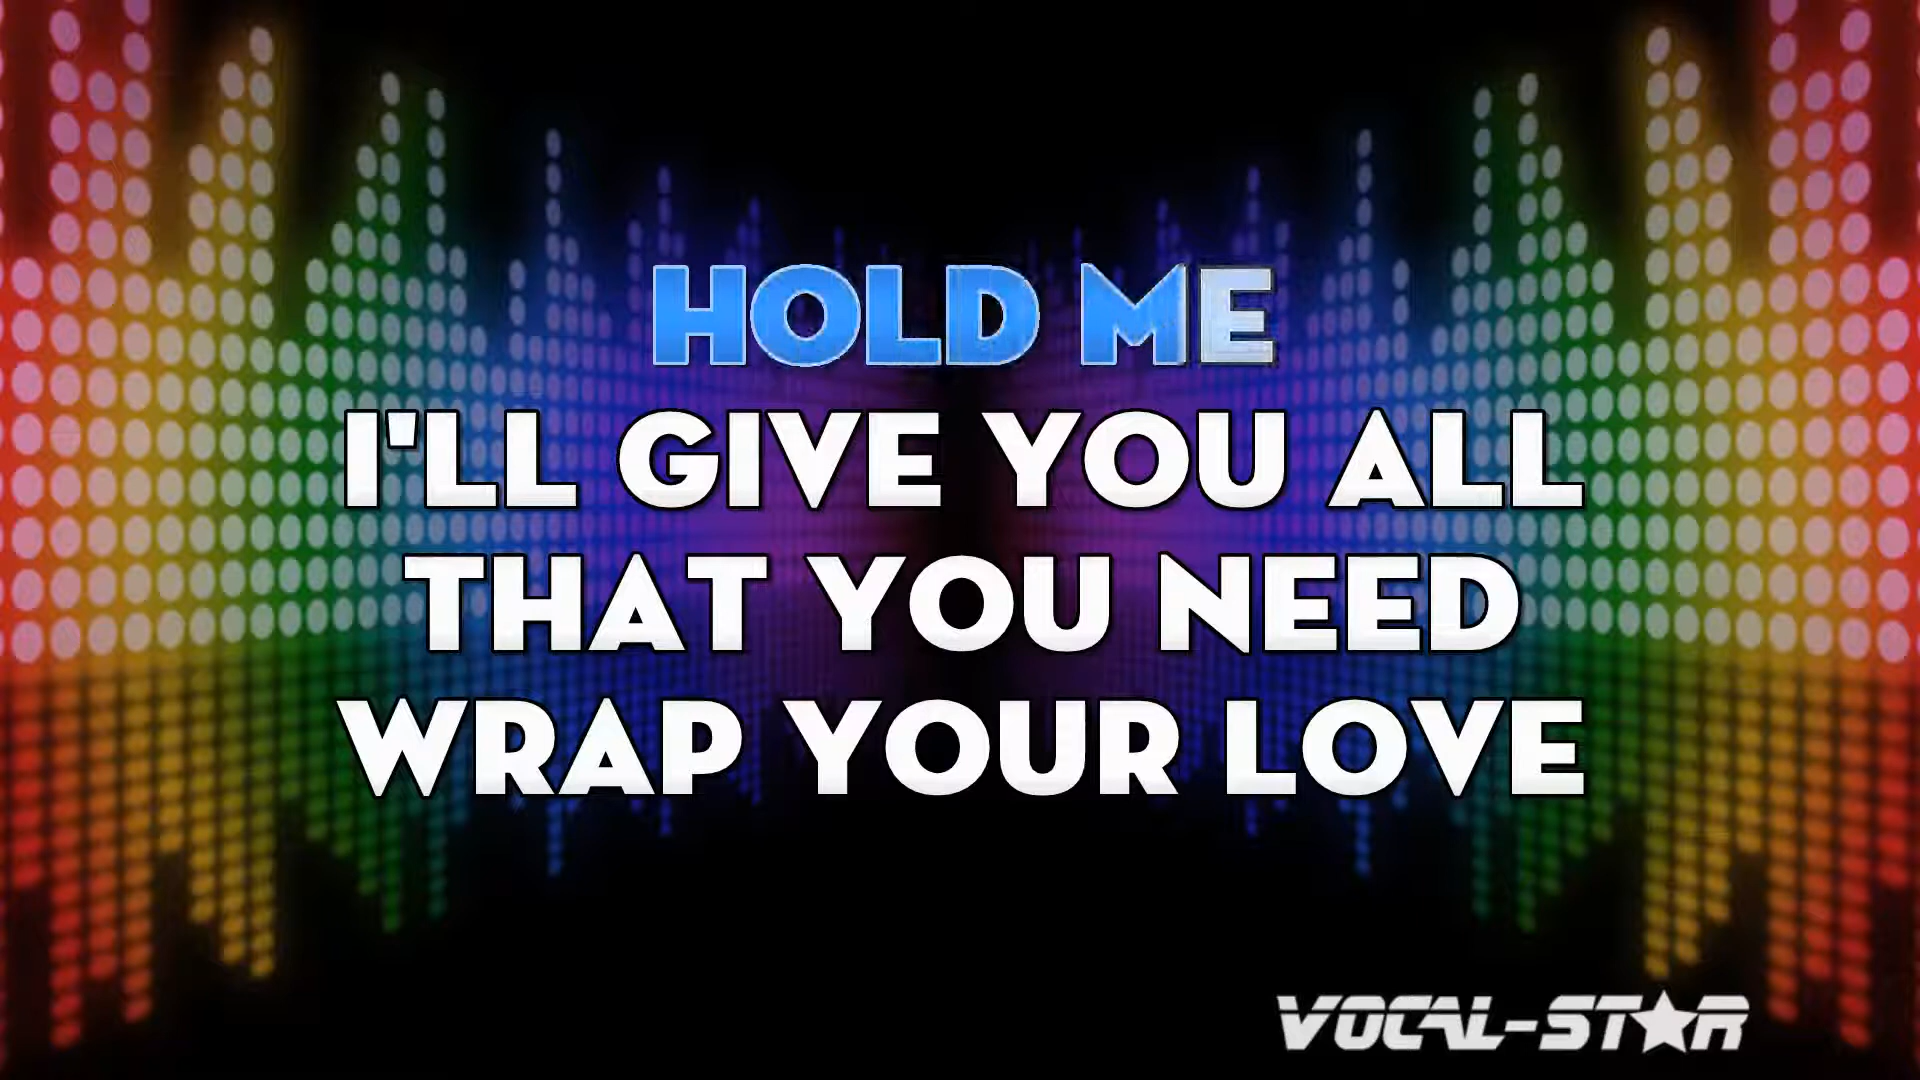 HOLD ME
I'LL GIVE YOU ALL
THAT YOU NEED
WRAP YOUR LOVE
VOCAL-STAR